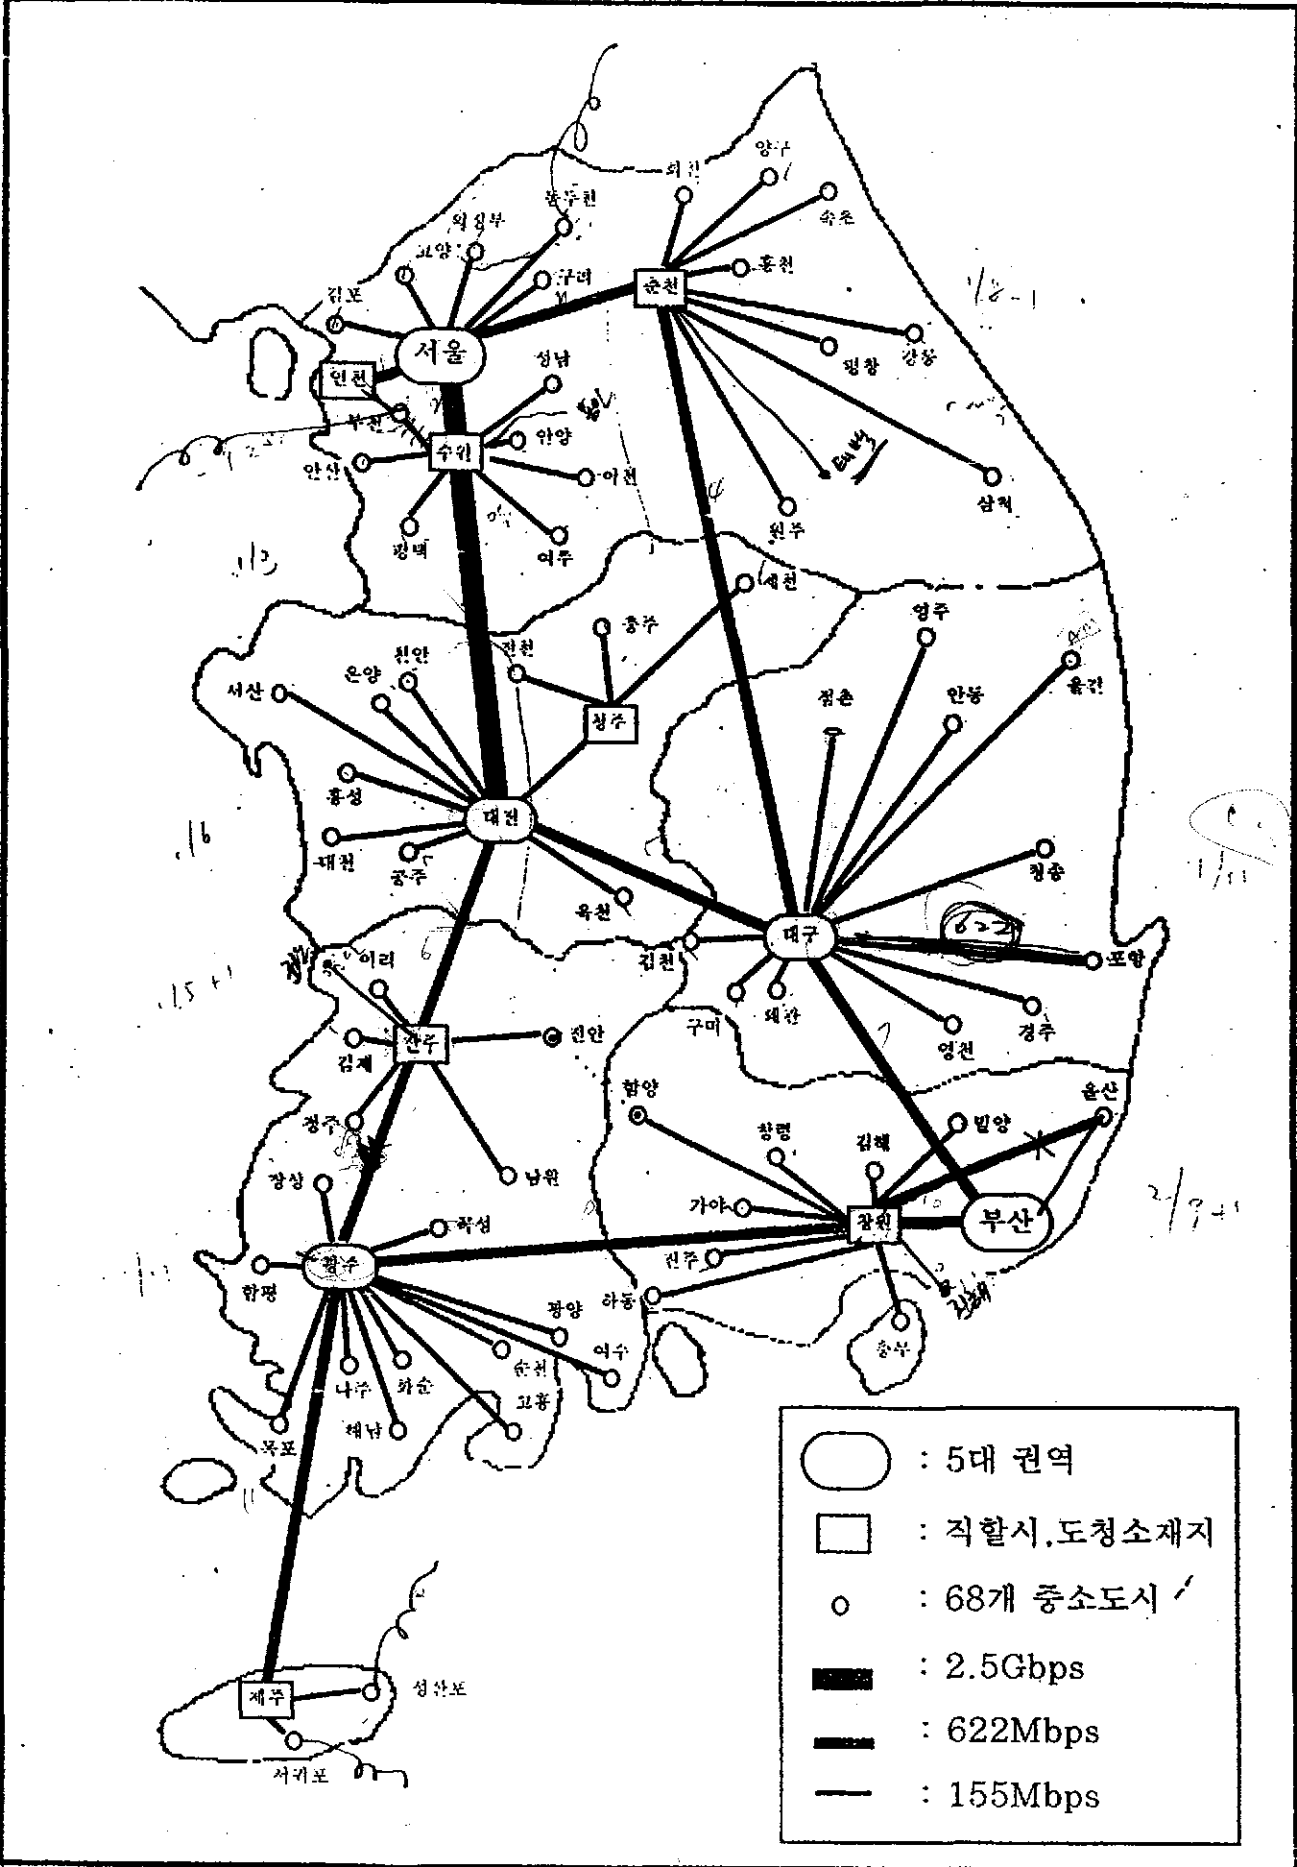 양구
속초
동두천
의정부
고양
구리
홍천
김포
춘천
서울
성남
인천
평창
강릉
부천
안양
수원
안산
이천
태백
삼척
원주
평택
여주
제천
영주
충주
진천
천안
온양
울진
서산
점촌
안동
청주
홍성
대전
대천
공주
청송
옥천
622
대구
김천
포항
이리
구미
왜관
경주
전주
진안
영천
김제
함양
울산
정주
창령
김해
밀양
장성
남원
가야
곡성
창원
부산
광주
진주
함평
하동
진해
광양
충무
여수
순천
나주
화순
고흥
해남
목포
제주
성산포
서귀포
: 5대 권역
: 직할시.도청소재지
: 68개 중소도시
: 2.5Gbps
: 622Mbps
: 155Mbps